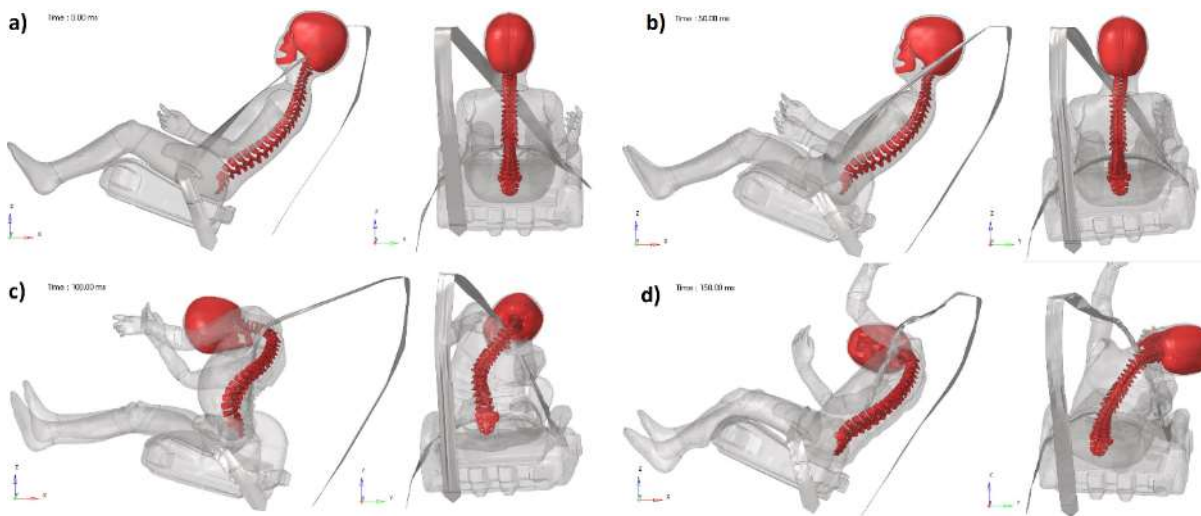 a)
Time : 0.00 ms
b)
Time : 50.00 ms
c)
Time : 100.00 ms
d)
Time : 150.00 ms
Z
X
Y
Z
X
Z
Y
Z
X
Y
Z
X
Y